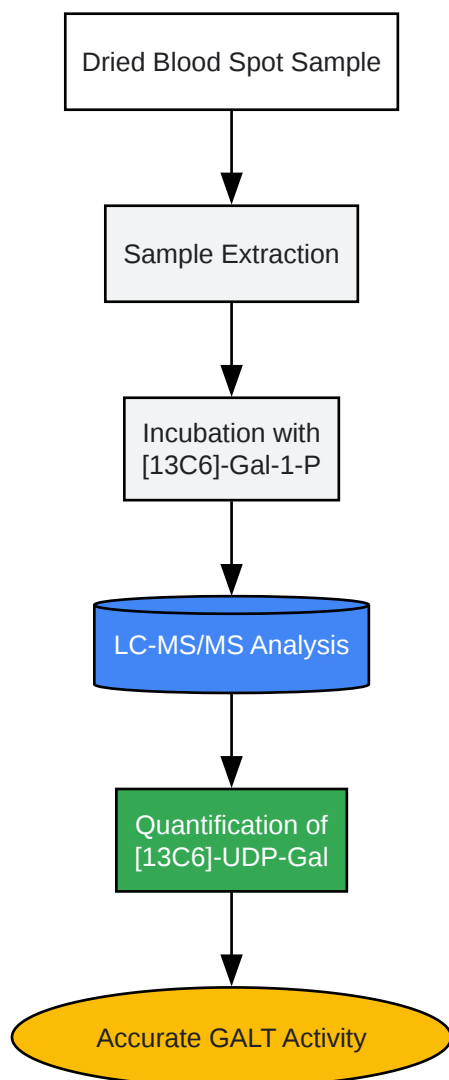 Dried Blood Spot Sample
Sample Extraction
Incubation with
[13C6]-Gal-1-P
LC-MS/MS Analysis
Quantification of
[13C6]-UDP-Gal
Accurate GALT Activity